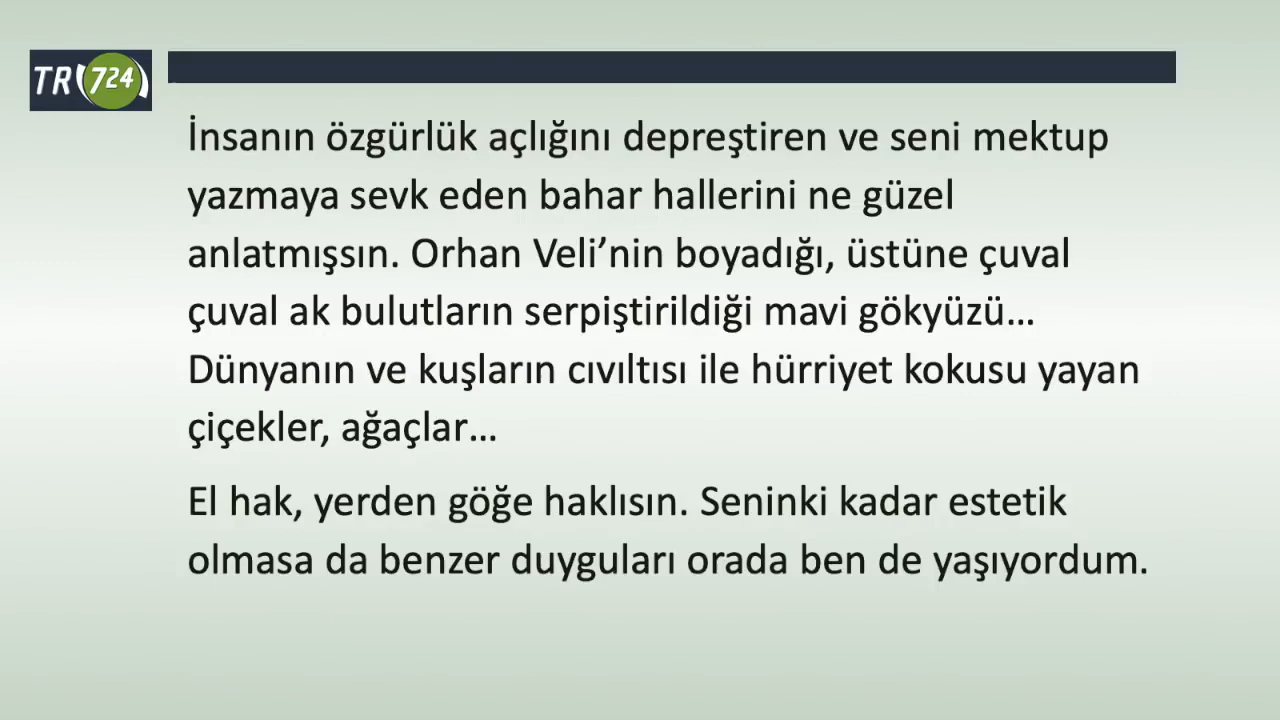 TR724
İnsanın özgürlük açlığını depreştiren ve seni mektup
yazmaya sevk eden bahar hallerini ne güzel
anlatmışsın. Orhan Veli’nin boyadığı, üstüne çuval
çuval ak bulutların serpiştirildiği mavi gökyüzü…
Dünyanın ve kuşların cıvıltısı ile hürriyet kokusu yayan
çiçekler, ağaçlar…
El hak, yerden göğe haklısın. Seninki kadar estetik
olmasa da benzer duyguları orada ben de yaşıyordum.